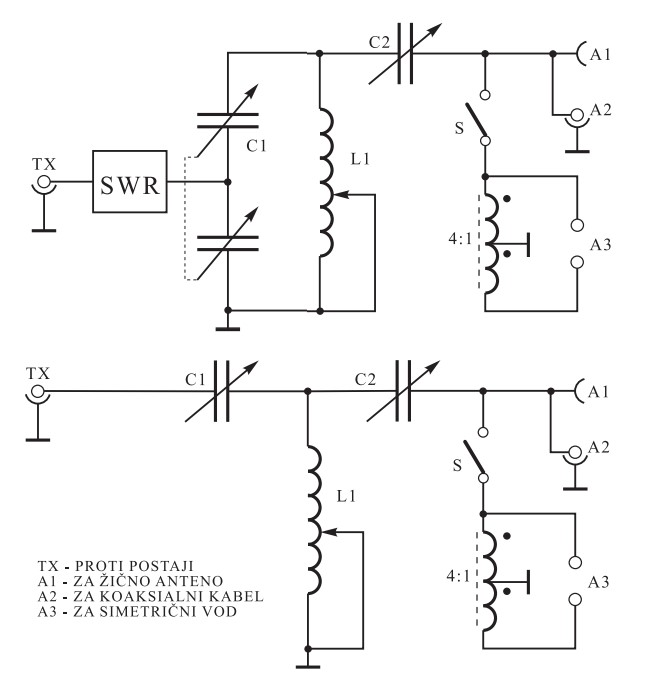 C2
A1
C1
A2
S
L1
TX
SWR
4:1
A3
TX
C1
C2
A1
A2
S
L1
4:1
A3
TX - PROTI POSTAJI
A1 - ZA ŽIČNO ANTENO
A2 - ZA KOAKSIALNI KABEL
A3 - ZA SIMETRIČNI VOD